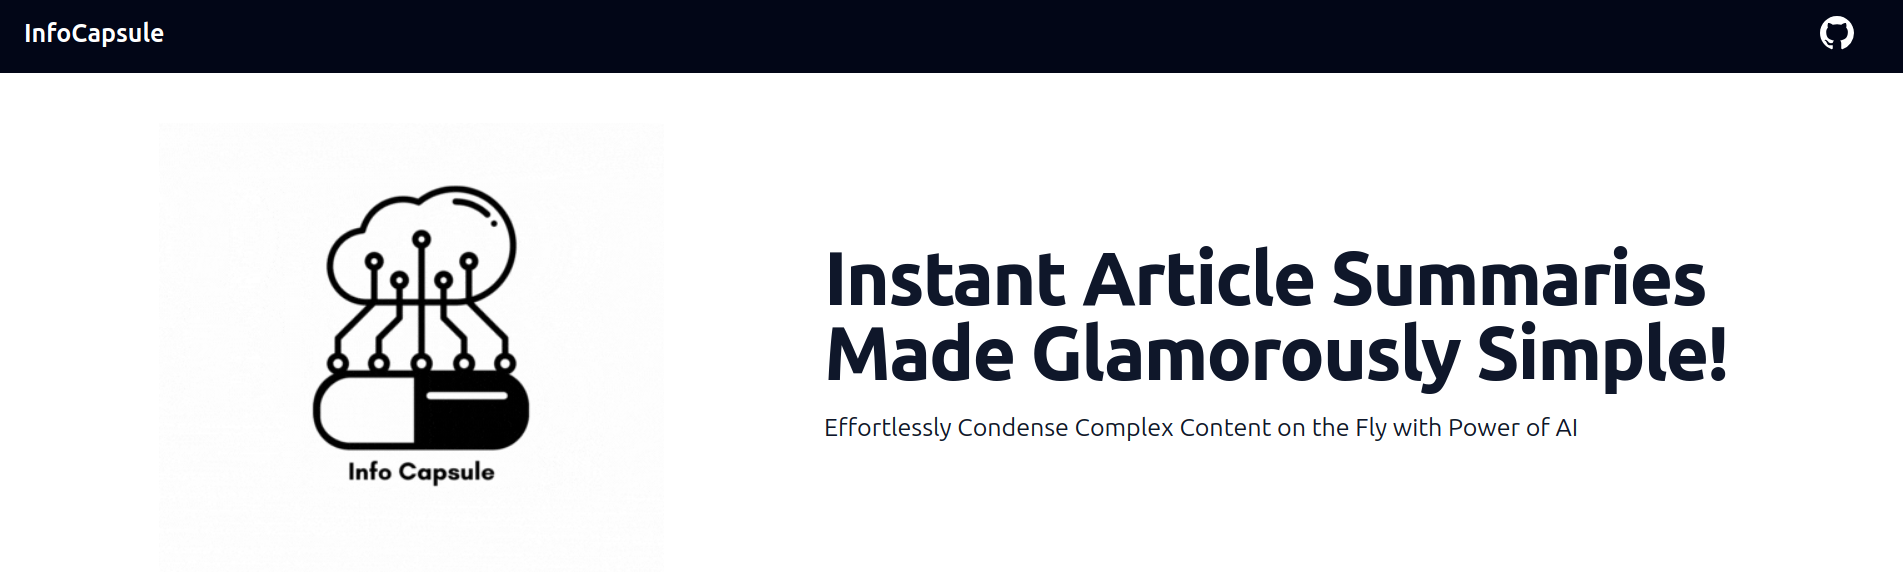 InfoCapsule
Info Capsule
Instant Article Summaries
Made Glamorously Simple!
Effortlessly Condense Complex Content on the Fly with Power of AI